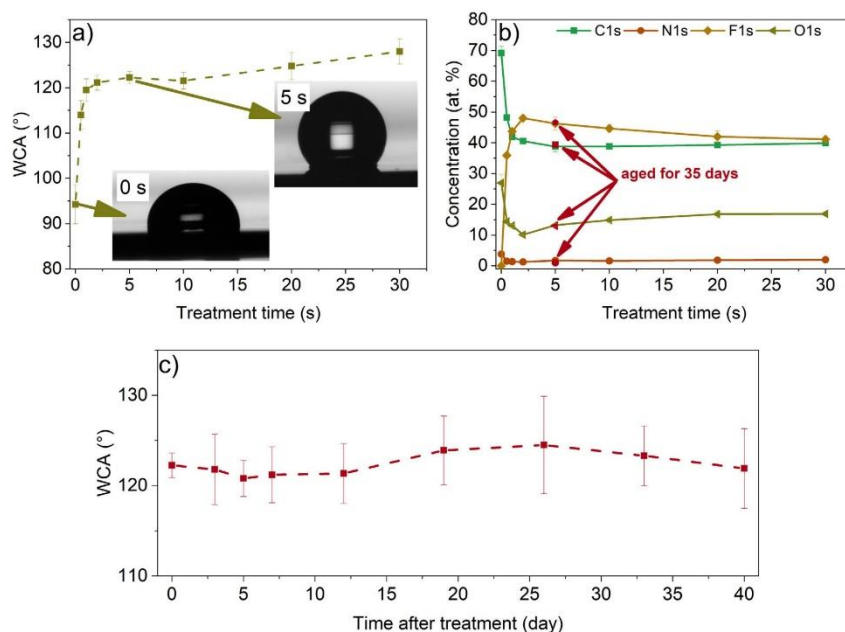 a)
WCA (°)
130
120
110
100
90
80
5 s
0 s
0 5 10 15 20 25 30
Treatment time (s)
b)
C1s N1s F1s O1s
Concentration (at. %)
80
70
60
50
40
30
20
10
0
aged for 35 days
0 5 10 15 20 25 30
Treatment time (s)
c)
WCA (°)
130
120
110
0 5 10 15 20 25 30 35 40
Time after treatment (day)